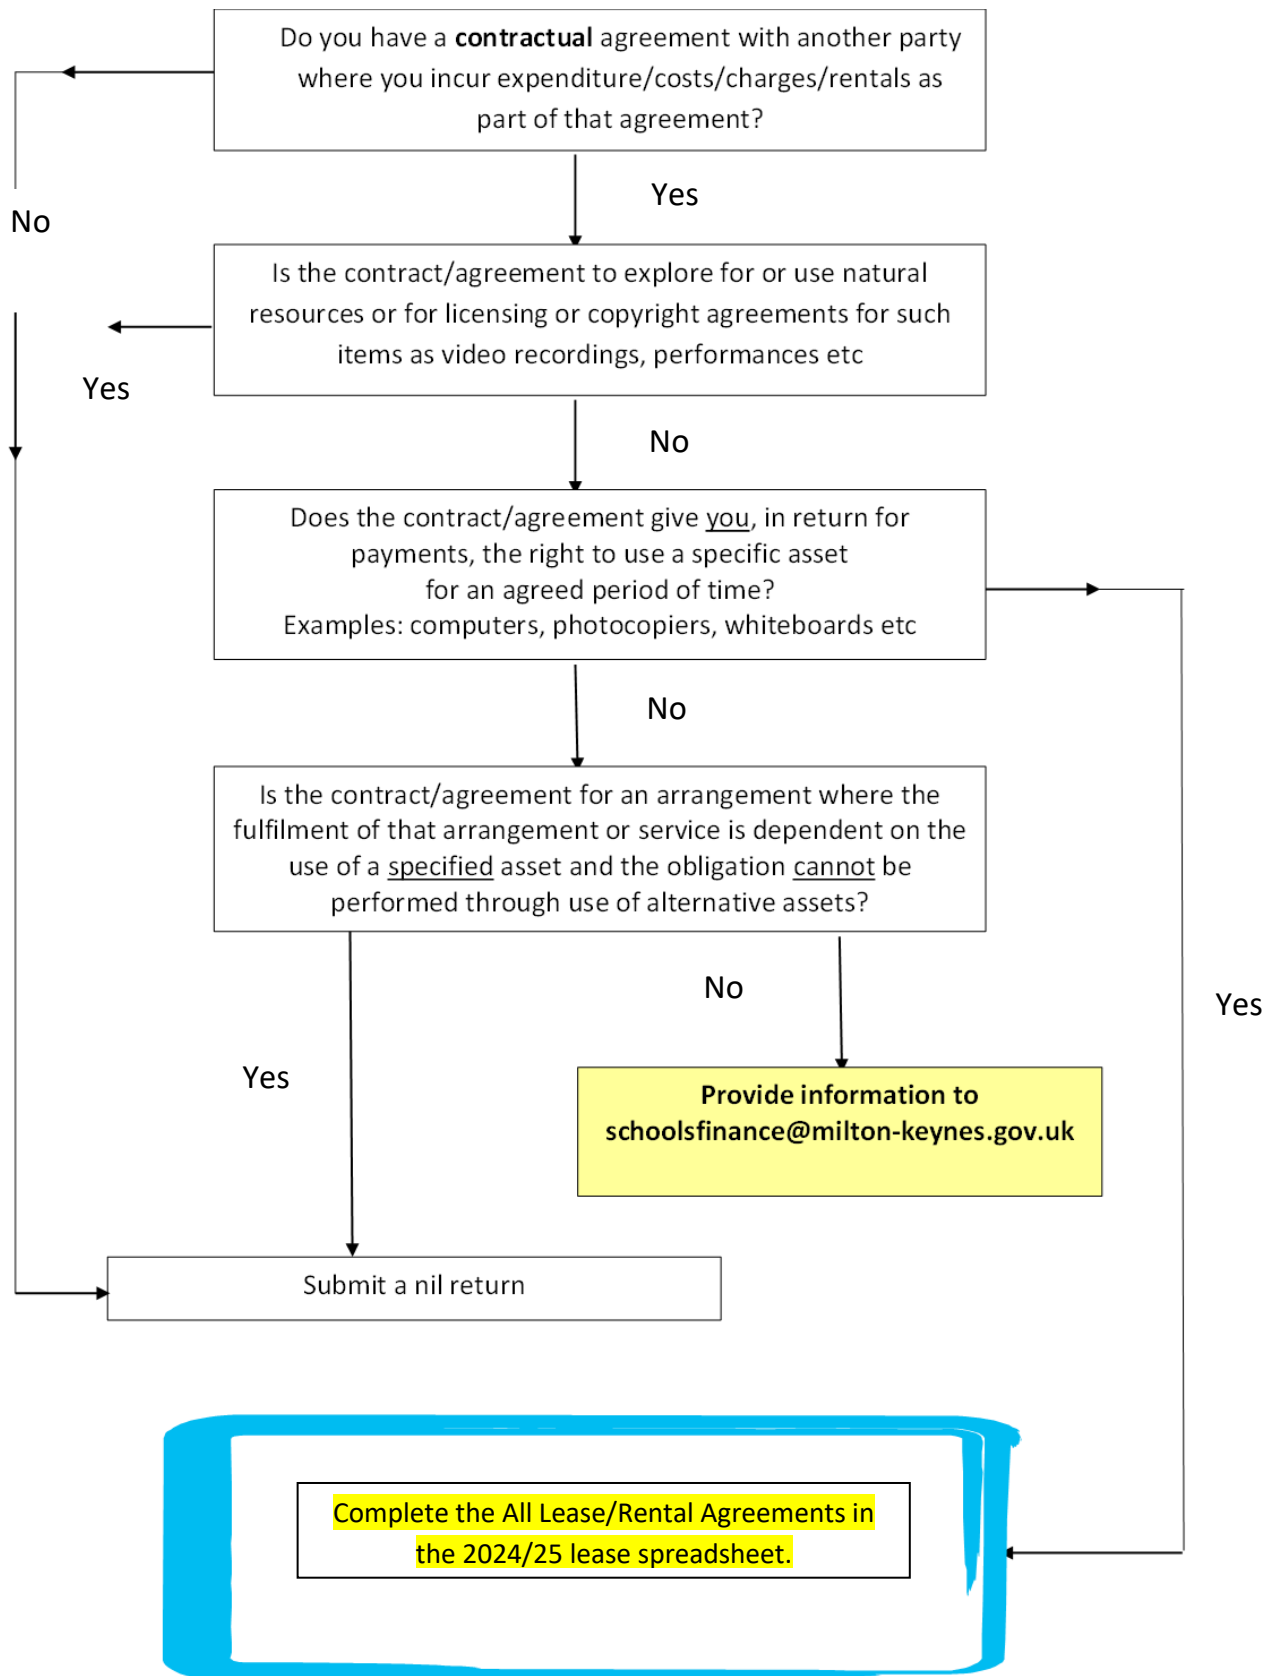 Do you have a contractual agreement with another party
where you incur expenditure/costs/charges/rentals as
part of that agreement?
Yes
No
Is the contract/agreement to explore for or use natural
resources or for licensing or copyright agreements for such
items as video recordings, performances etc
Yes
No
Does the contract/agreement give you, in return for
payments, the right to use a specific asset
for an agreed period of time?
Examples: computers, photocopiers, whiteboards etc
No
Is the contract/agreement for an arrangement where the
fulfilment of that arrangement or service is dependent on the
use of a specified asset and the obligation cannot be
performed through use of alternative assets?
No
Yes
Yes
Provide information to
schoolsfinance@milton-keynes.gov.uk
Submit a nil return
Complete the All Lease/Rental Agreements in
the 2024/25 lease spreadsheet.